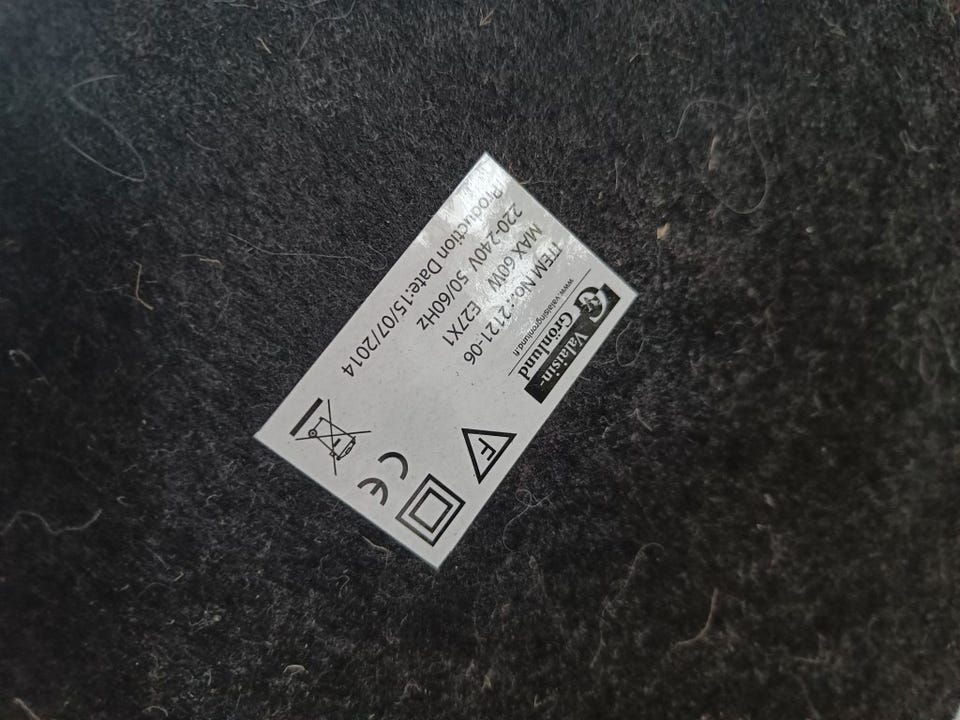 Valaisin-
Grönlund
www.valaisingronlund.fi
ITEM No.: 2121-06
MAX 60W E27X1
220-240V 50/60Hz
Production Date:15/07/2014
F
CE